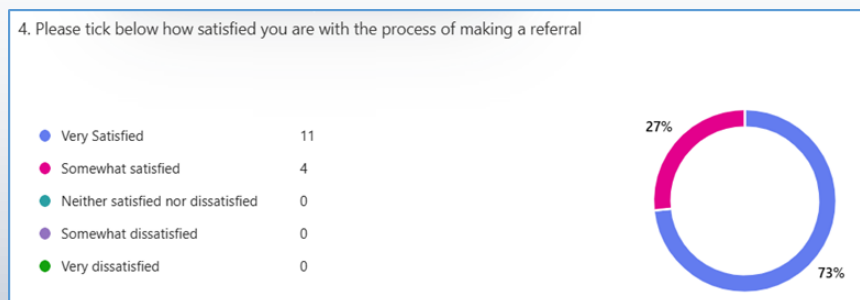 4. Please tick below how satisfied you are with the process of making a referral
Very Satisfied 11
Somewhat satisfied 4
Neither satisfied nor dissatisfied 0
Somewhat dissatisfied 0
Very dissatisfied 0
27%
73%